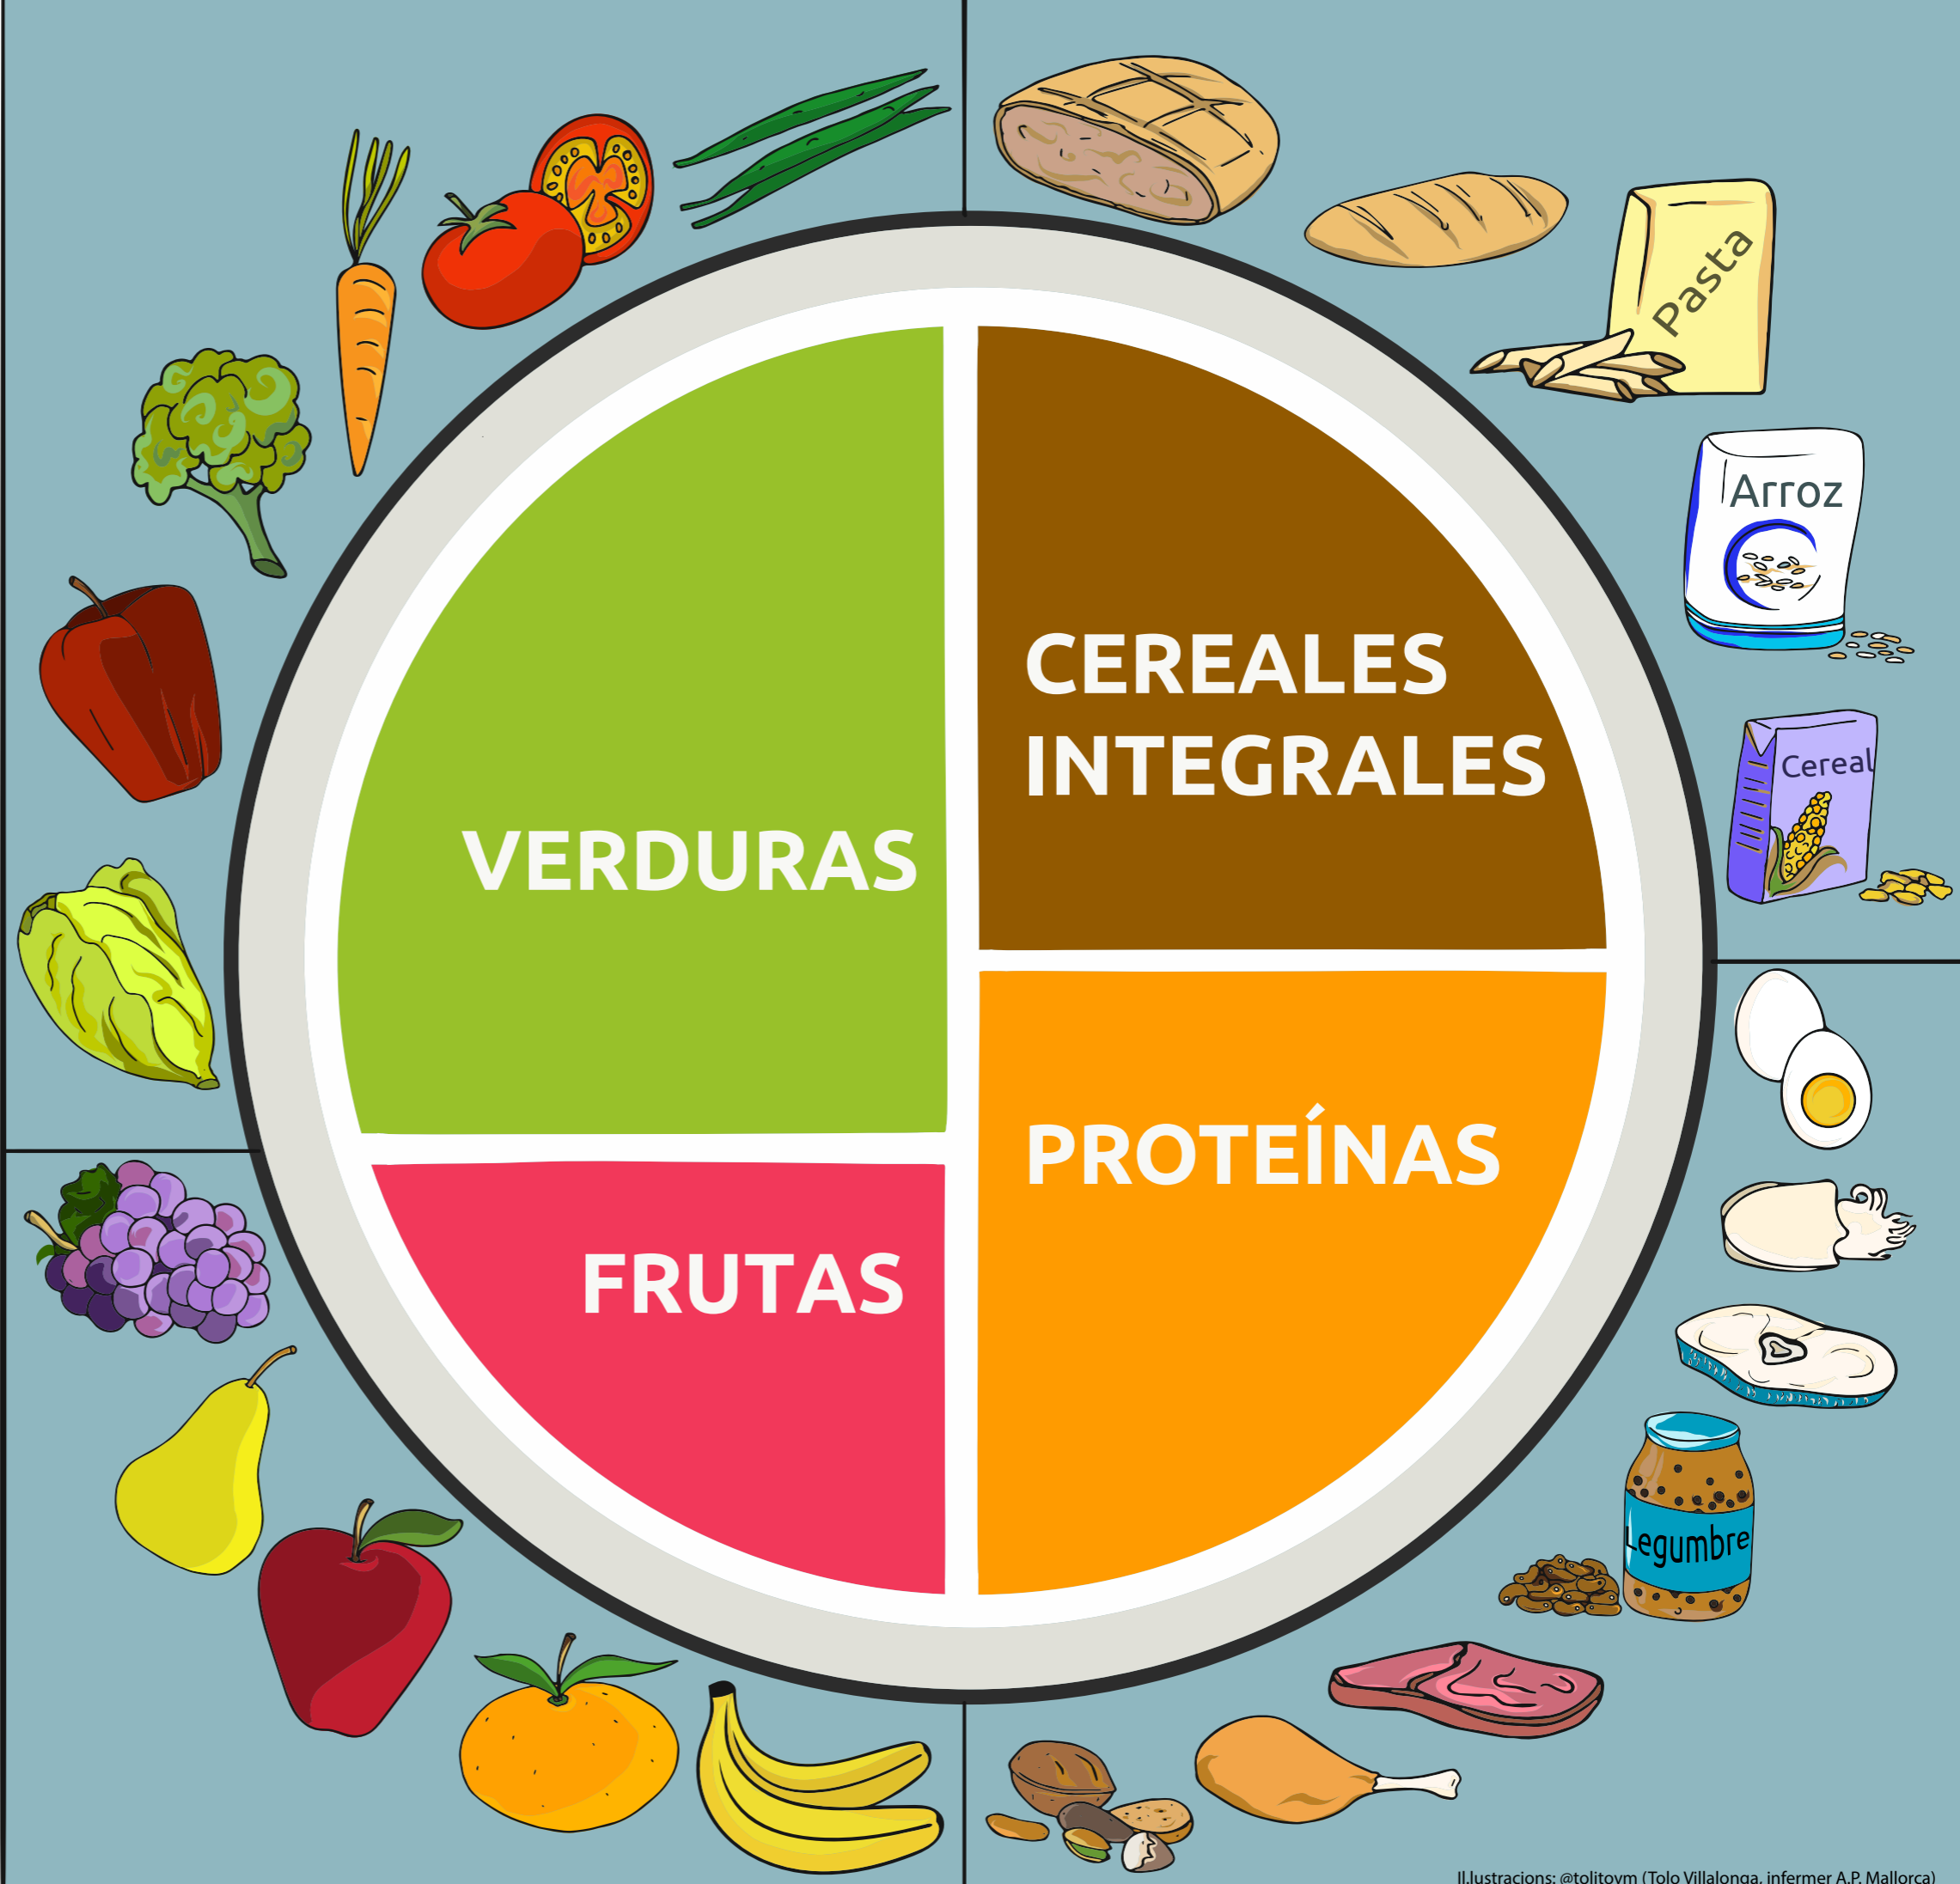 Pasta
Arroz
CEREALES
INTEGRALES
Cereal
VERDURAS
PROTEÍNAS
FRUTAS
Legumbre
Il.lustracions: @tolitovm (Tolo Villalonga, infermer A.P. Mallorca)